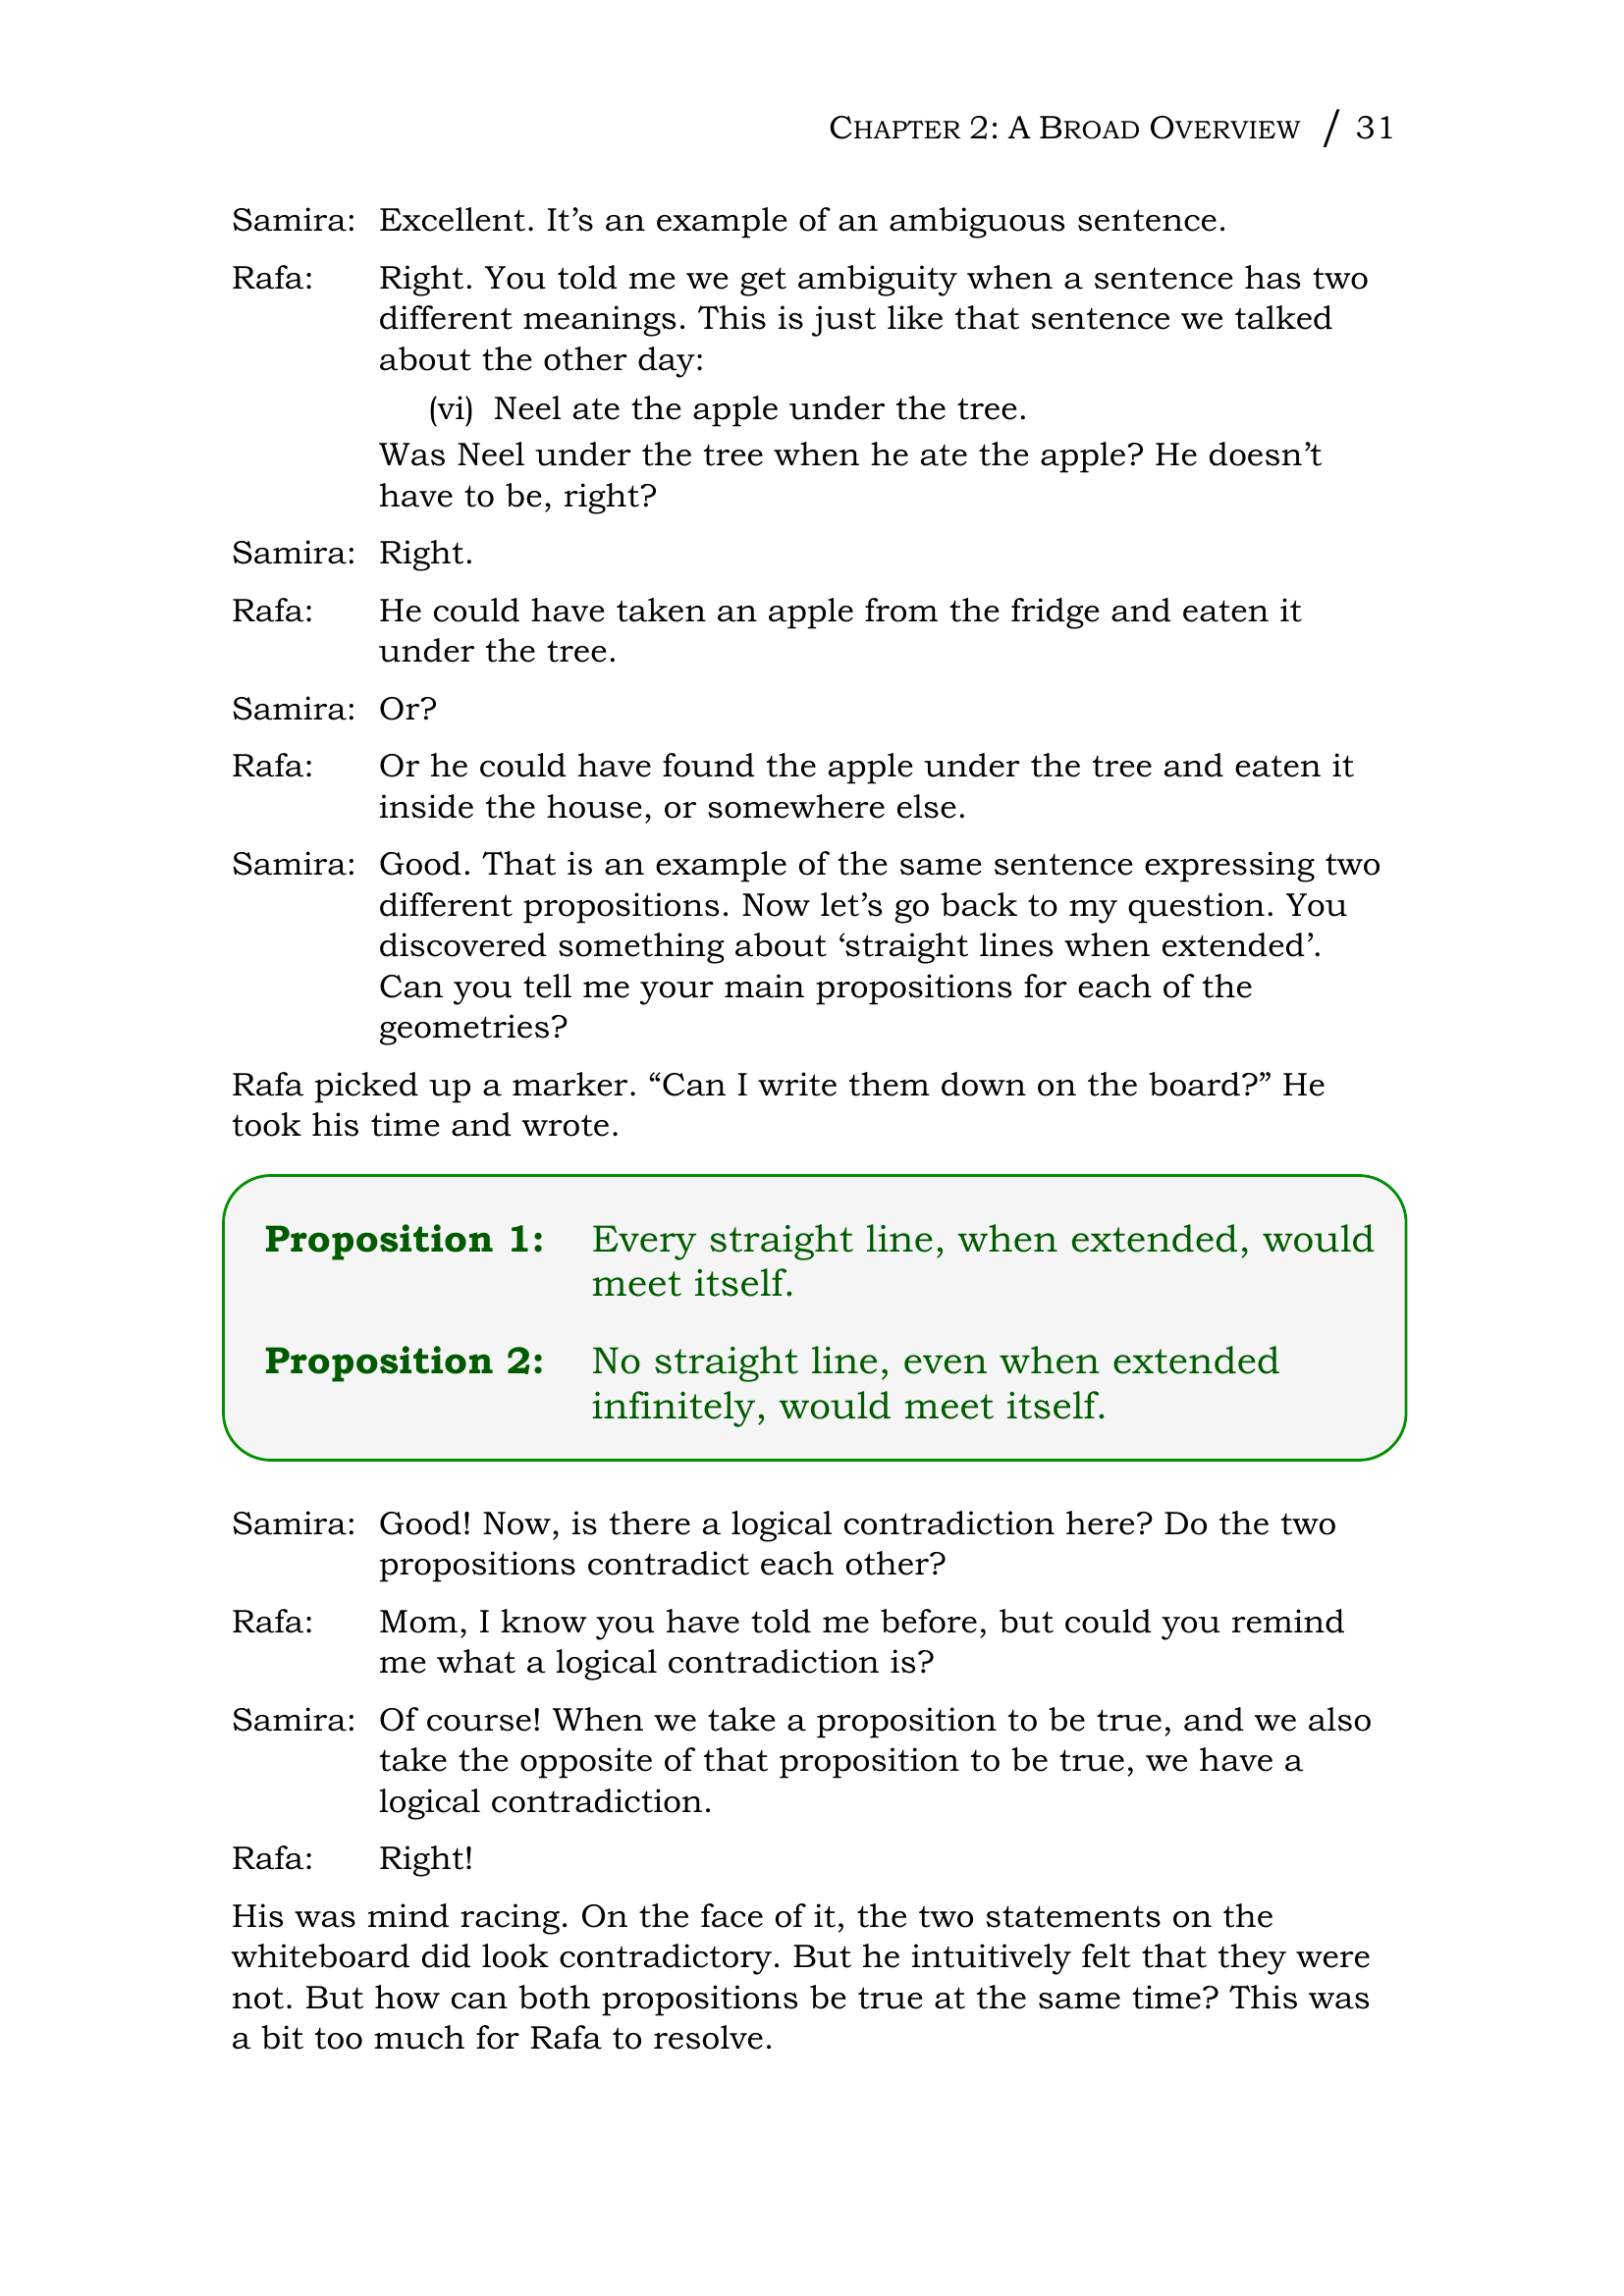 CHAPTER 2: A BROAD OVERVIEW / 31
Samira: Excellent. It’s an example of an ambiguous sentence.
Rafa: Right. You told me we get ambiguity when a sentence has two
different meanings. This is just like that sentence we talked
about the other day:
(vi) Neel ate the apple under the tree.
Was Neel under the tree when he ate the apple? He doesn’t
have to be, right?
Samira: Right.
Rafa: He could have taken an apple from the fridge and eaten it
under the tree.
Samira: Or?
Rafa: Or he could have found the apple under the tree and eaten it
inside the house, or somewhere else.
Samira: Good. That is an example of the same sentence expressing two
different propositions. Now let’s go back to my question. You
discovered something about ‘straight lines when extended’.
Can you tell me your main propositions for each of the
geometries?
Rafa picked up a marker. “Can I write them down on the board?” He
took his time and wrote.
Proposition 1: Every straight line, when extended, would
meet itself.
Proposition 2: No straight line, even when extended
infinitely, would meet itself.
Samira: Good! Now, is there a logical contradiction here? Do the two
propositions contradict each other?
Rafa: Mom, I know you have told me before, but could you remind
me what a logical contradiction is?
Samira: Of course! When we take a proposition to be true, and we also
take the opposite of that proposition to be true, we have a
logical contradiction.
Rafa: Right!
His was mind racing. On the face of it, the two statements on the
whiteboard did look contradictory. But he intuitively felt that they were
not. But how can both propositions be true at the same time? This was
a bit too much for Rafa to resolve.